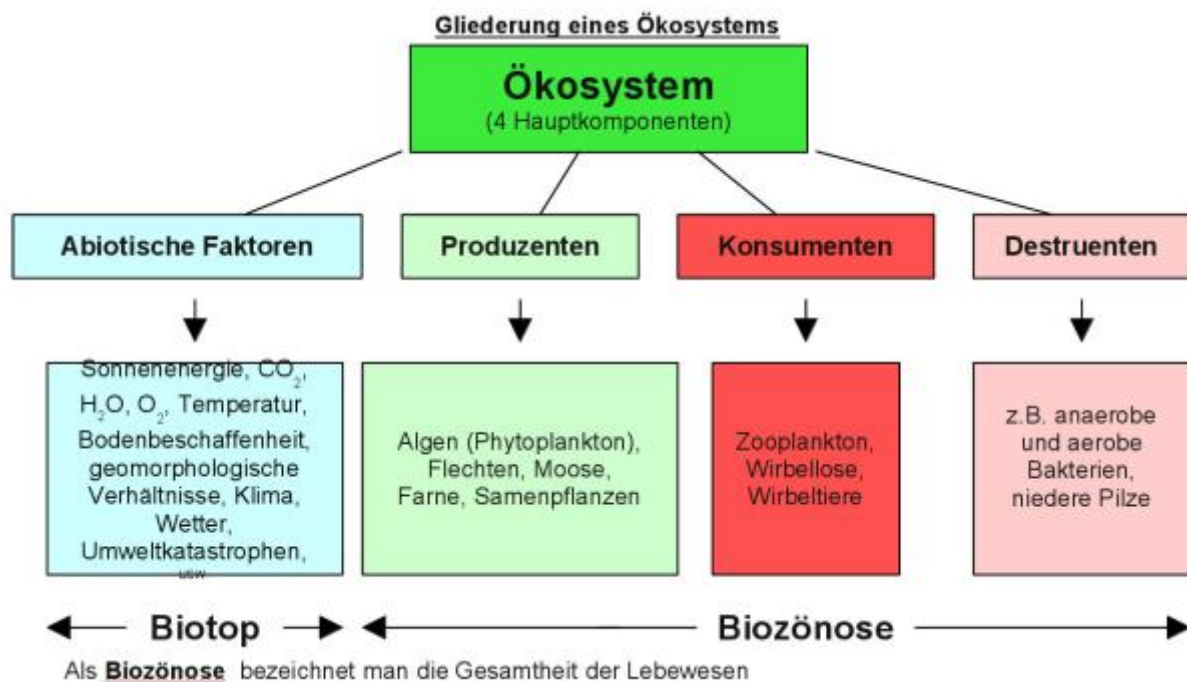 Gliederung eines Ökosystems
Ökosystem
(4 Hauptkomponenten)
Abiotische Faktoren
Produzenten
Konsumenten
Destruenten
Sonnenenergie, CO₂,
H₂O, O₂, Temperatur,
Bodenbeschaffenheit,
geomorphologische
Verhältnisse, Klima,
Wetter,
Umweltkatastrophen,
usw
Algen (Phytoplankton),
Flechten, Moose,
Farne, Samenpflanzen
Zooplankton,
Wirbellose,
Wirbeltiere
z.B. anaerobe
und aerobe
Bakterien,
niedere Pilze
Biotop
Biozönose
Als Biozönose bezeichnet man die Gesamtheit der Lebewesen